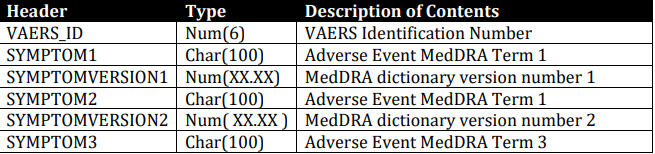 Header Type Description of Contents
VAERS_ID Num(6) VAERS Identification Number
SYMPTOM1 Char(100) Adverse Event MedDRA Term 1
SYMPTOMVERSION1 Num(XX.XX) MedDRA dictionary version number 1
SYMPTOM2 Char(100) Adverse Event MedDRA Term 1
SYMPTOMVERSION2 Num( XX.XX ) MedDRA dictionary version number 2
SYMPTOM3 Char(100) Adverse Event MedDRA Term 3